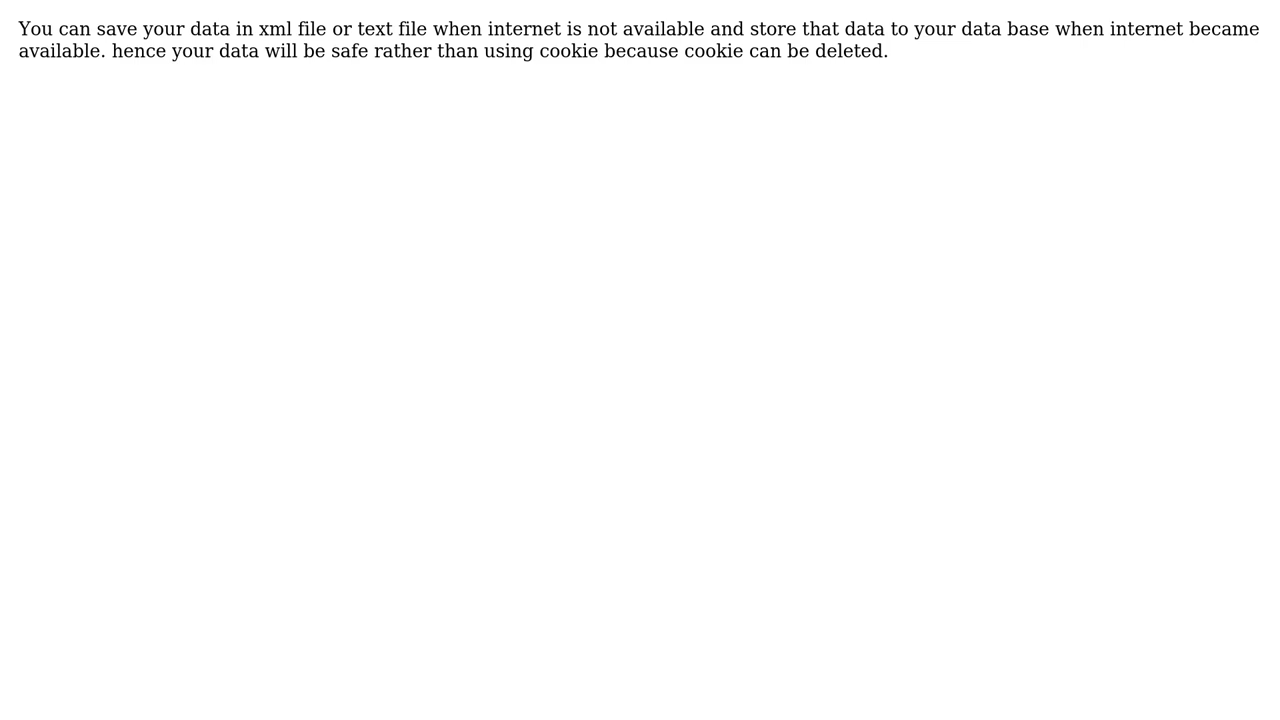 You can save your data in xml file or text file when internet is not available and store that data to your data base when internet became
available. hence your data will be safe rather than using cookie because cookie can be deleted.